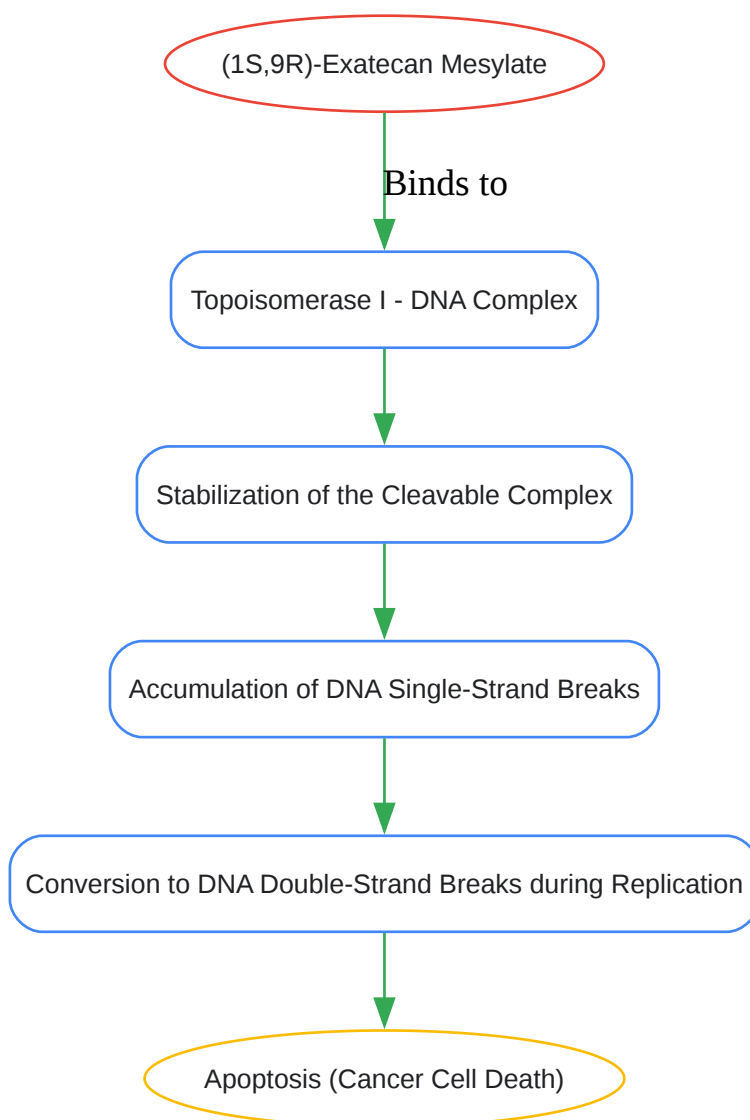 (1S,9R)-Exatecan Mesylate
Binds to
Topoisomerase I - DNA Complex
Stabilization of the Cleavable Complex
Accumulation of DNA Single-Strand Breaks
Conversion to DNA Double-Strand Breaks during Replication
Apoptosis (Cancer Cell Death)